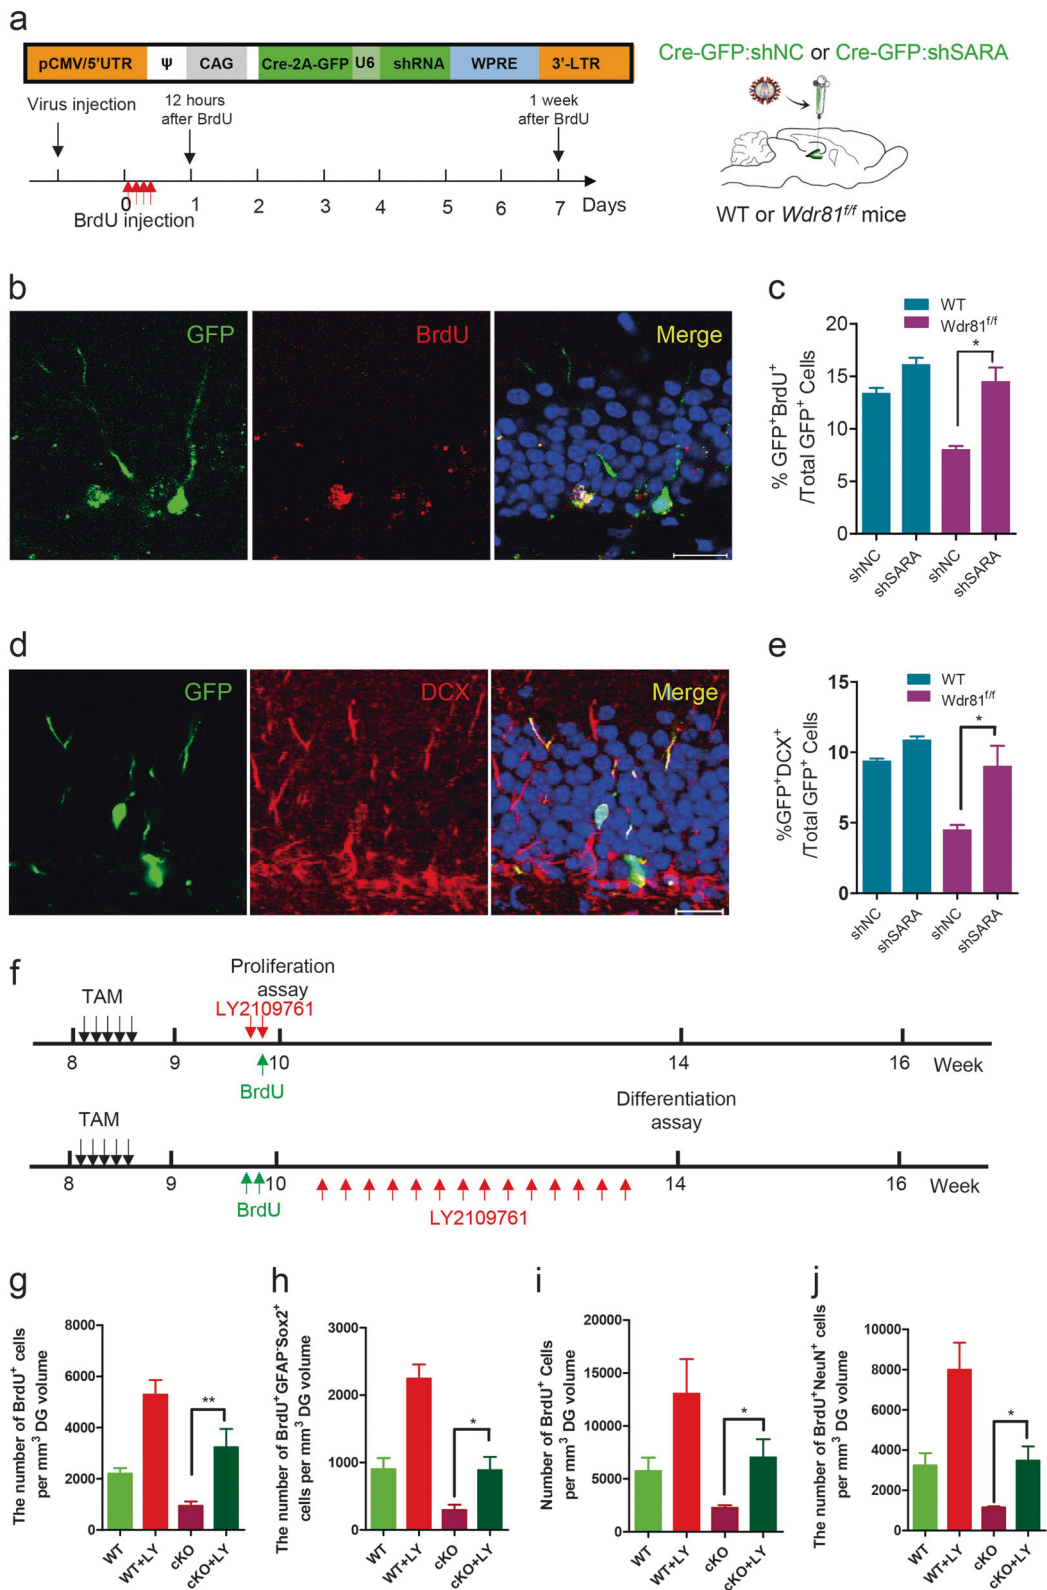 a
pCMV/5'UTR ψ CAG Cre-2A-GFP U6 shRNA WPRE 3'-LTR
Cre-GFP:shNC or Cre-GFP:shSARA
Virus injection
12 hours
after BrdU
1 week
after BrdU
0 1 2 3 4 5 6 7 Days
BrdU injection
WT or Wdr81f/f mice
b
GFP
BrdU
Merge
c
WT
Wdr81f/f
% GFP+BrdU+
/Total GFP+ Cells
20
15
10
5
0
*
shNC
shSARA
shNC
shSARA
d
GFP
DCX
Merge
e
WT
Wdr81f/f
%GFP+DCX+
/Total GFP+ Cells
15
10
5
0
*
shNC
shSARA
shNC
shSARA
f
Proliferation
assay
TAM
LY2109761
8 9 10 14 16 Week
BrdU
Differentiation
assay
TAM
8 9 10 14 16 Week
BrdU
LY2109761
g
The number of BrdU+ cells
per mm3 DG volume
8000
6000
4000
2000
0
**
WT
WT+LY
cKO
cKO+LY
h
The number of BrdU+GFAP-Sox2+
cells per mm3 DG volume
3000
2000
1000
0
*
WT
WT+LY
cKO
cKO+LY
i
Number of BrdU+ Cells
per mm3 DG volume
20000
15000
10000
5000
0
*
WT
WT+LY
cKO
cKO+LY
j
The number of BrdU+NeuN+ cells
per mm3 DG volume
10000
8000
6000
4000
2000
0
*
WT
WT+LY
cKO
cKO+LY